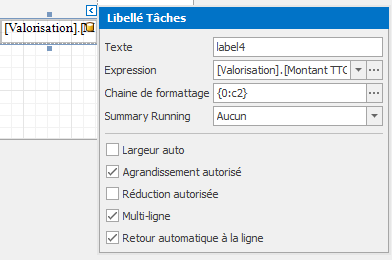 [Valorisation].[
Libellé Tâches
Texte label4
Expression [Valorisation].[Montant TTC
Chaine de formattage {0:c2}
Summary Running Aucun
Largeur auto
Agrandissement autorisé
Réduction autorisée
Multi-ligne
Retour automatique à la ligne